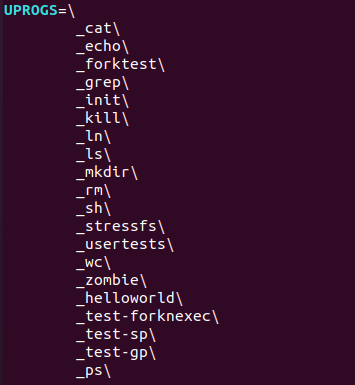 UPROGS=\
_cat\
_echo\
_forktest\
_grep\
_init\
_kill\
_ln\
_ls\
_mkdir\
_rm\
_sh\
_stressfs\
_usertests\
_wc\
_zombie\
_helloworld\
_test-forknexec\
_test-sp\
_test-gp\
_ps\